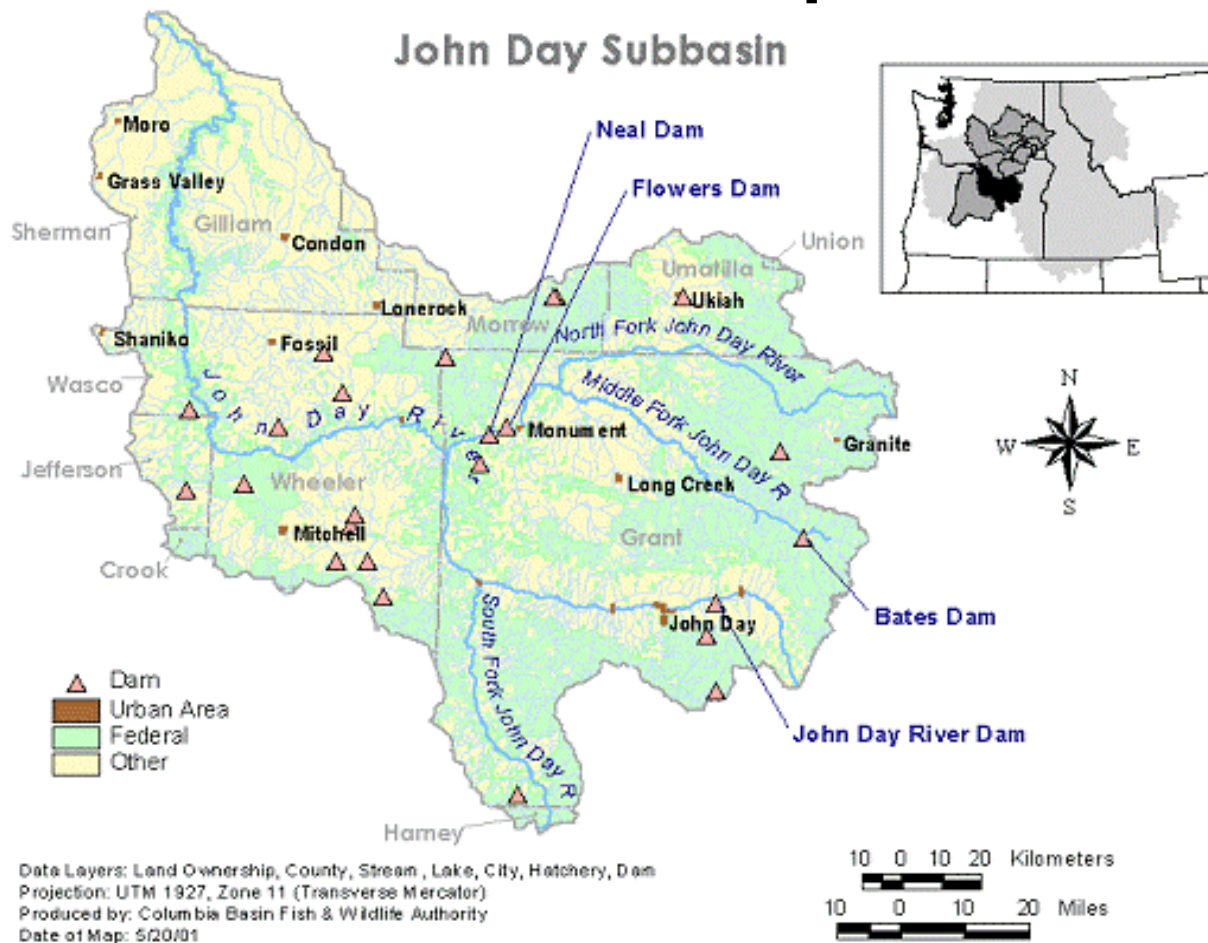 John Day Subbasin
Neal Dam
Flowers Dam
Moro
Grass Valley
Sherman
Gilliam
Condon
Union
Umatilla
Ukiah
Lonerock
Morrow
North Fork John Day River
Shaniko
Fossil
Wasco
John Day River
Middle Fork John Day R
Monument
Granite
Jefferson
Wheeler
Long Creek
Mitchell
Grant
Crook
Bates Dam
John Day
South Fork John Day R
John Day River Dam
Harney
N
W E
S
Dam
Urban Area
Federal
Other
Data Layers: Land Ownership, County, Stream, Lake, City, Hatchery, Dam
Projection: UTM 1927, Zone 11 (Transverse Mercator)
Produced by: Columbia Basin Fish & Wildlife Authority
Date of Map: 5/20/01
10 0 10 20 Kilometers
10 0 10 20 Miles